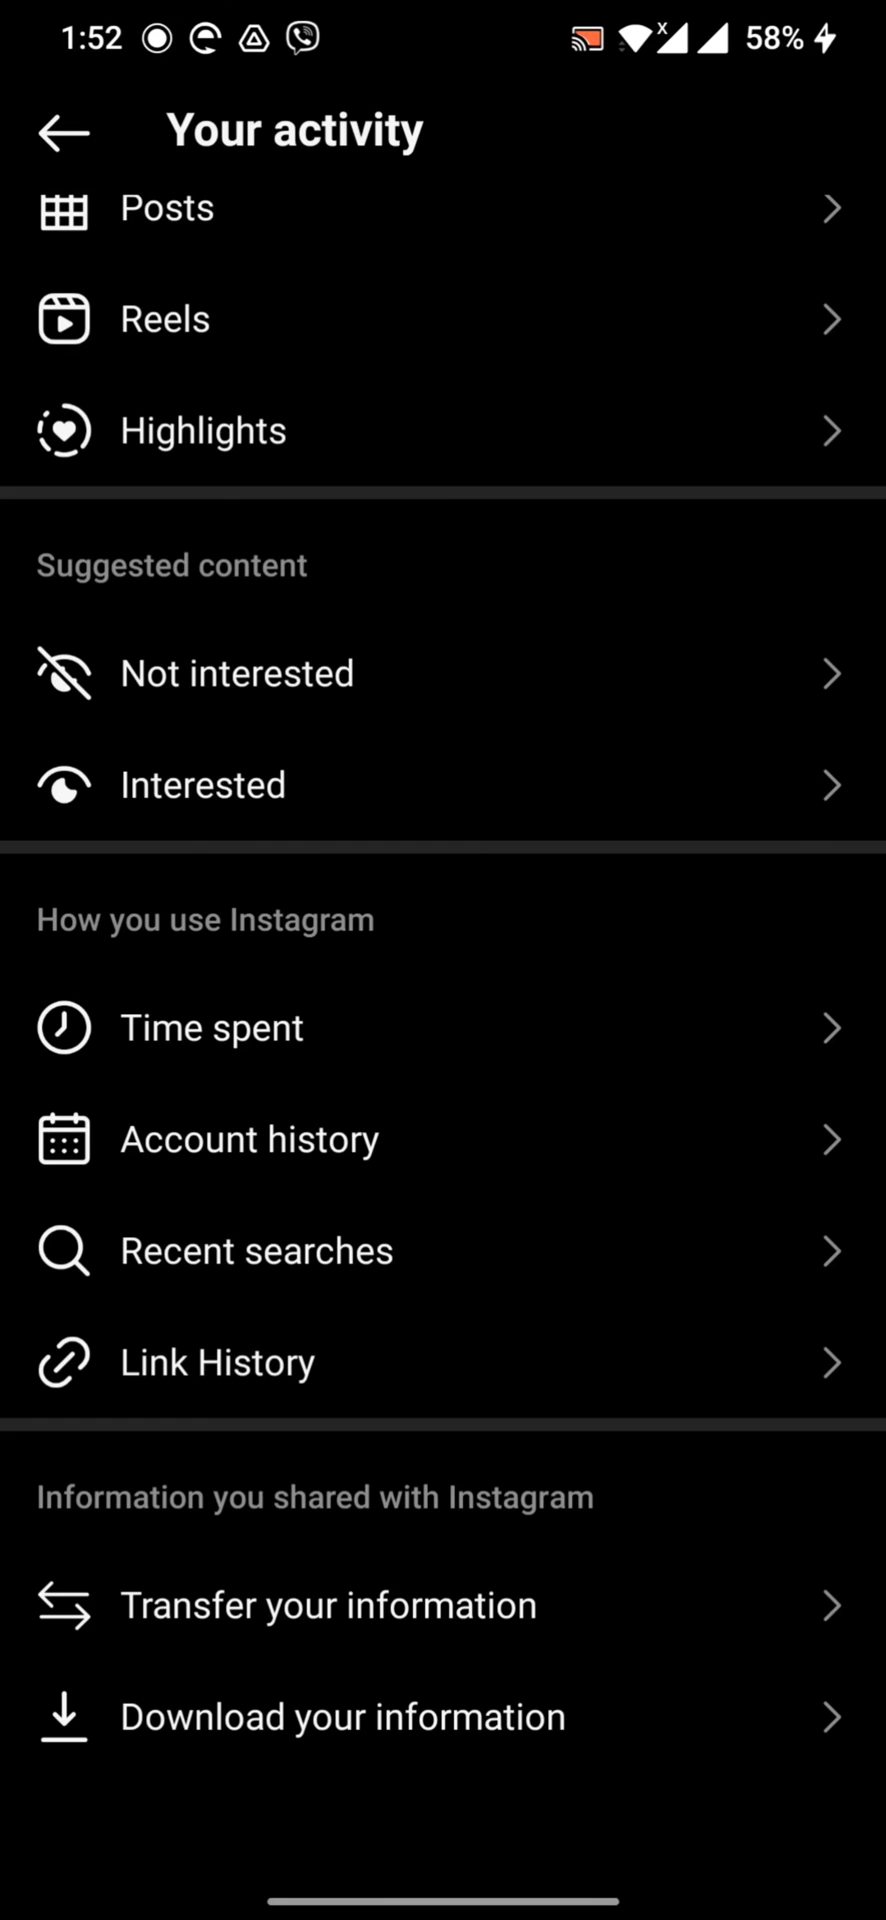 1:52
58%
Your activity
Posts
Reels
Highlights
Suggested content
Not interested
Interested
How you use Instagram
Time spent
Account history
Recent searches
Link History
Information you shared with Instagram
Transfer your information
Download your information